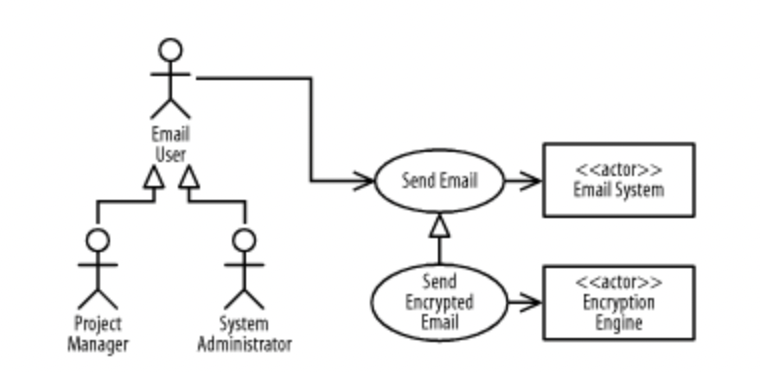 Email
User
Send Email
<<actor>>
Email System
Send
Encrypted
Email
<<actor>>
Encryption
Engine
Project
Manager
System
Administrator